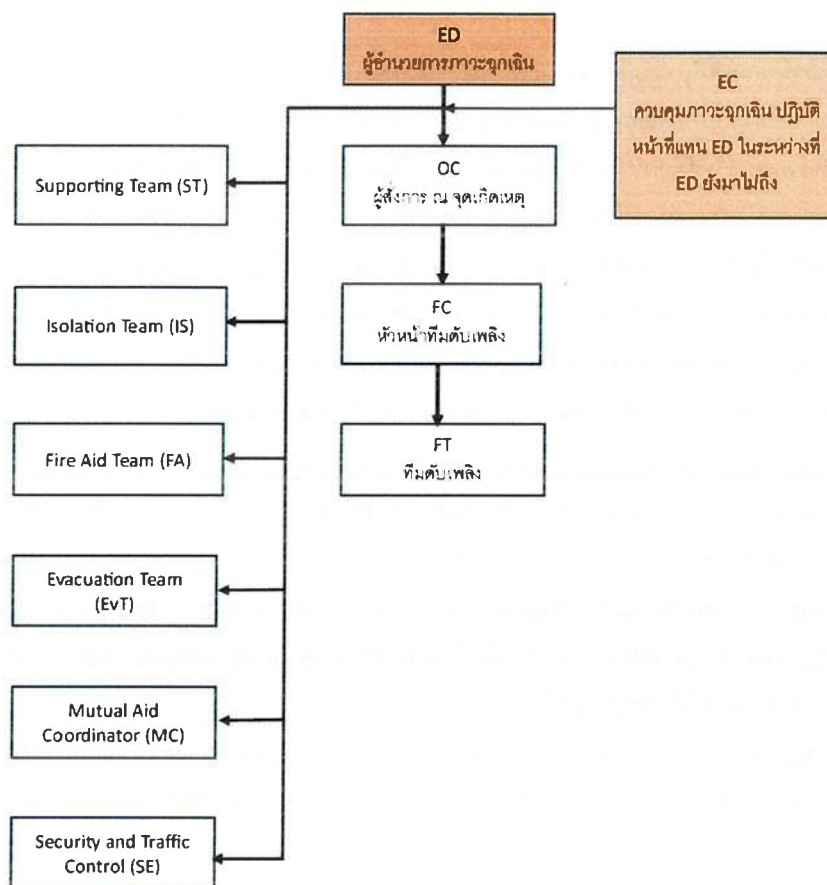 ED
ผู้อำนวยการภาวะฉุกเฉิน
EC
ควบคุมภาวะฉุกเฉิน ปฏิบัติ
หน้าที่แทน ED ในระหว่างที่
ED ยังมาไม่ถึง
OC
ผู้สั่งการ ณ จุดเกิดเหตุ
FC
หัวหน้าทีมดับเพลิง
FT
ทีมดับเพลิง
Supporting Team (ST)
Isolation Team (IS)
Fire Aid Team (FA)
Evacuation Team
(EvT)
Mutual Aid
Coordinator (MC)
Security and Traffic
Control (SE)